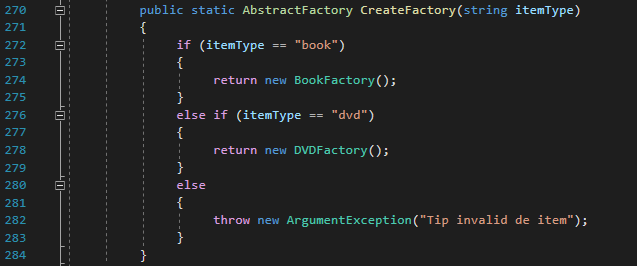 270 public static AbstractFactory CreateFactory(string itemType)
271 {
272 if (itemType == "book")
273 {
274 return new BookFactory();
275 }
276 else if (itemType == "dvd")
277 {
278 return new DVDFactory();
279 }
280 else
281 {
282 throw new ArgumentException("Tip invalid de item");
283 }
284 }